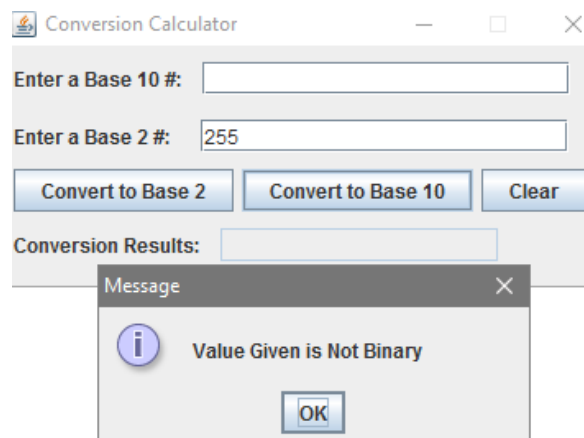 Conversion Calculator
Enter a Base 10 #:
Enter a Base 2 #: 255
Convert to Base 2 Convert to Base 10 Clear
Conversion Results:
Message
Value Given is Not Binary
OK